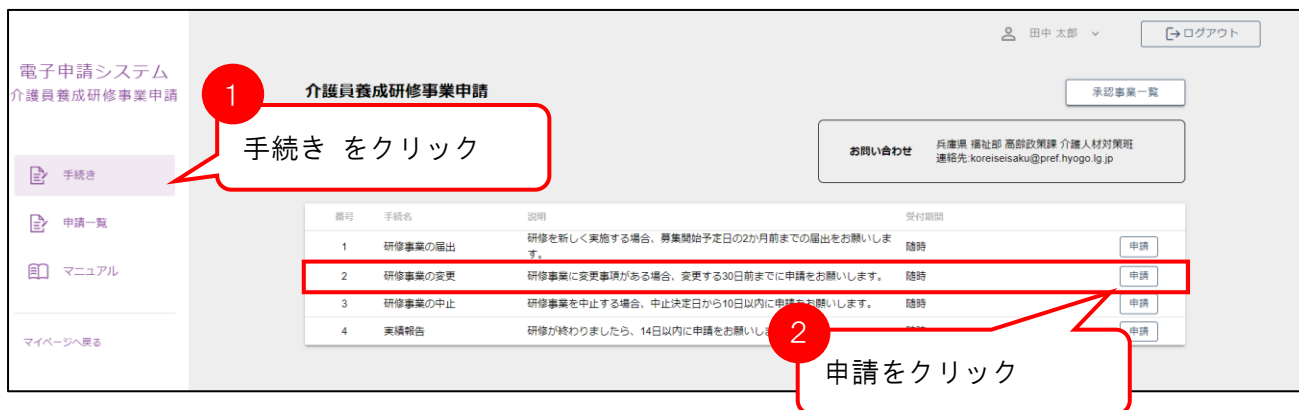 田中 太郎
ログアウト
電子申請システム
介護員養成研修事業申請
手続き
申請一覧
マニュアル
マイページへ戻る
介護員養成研修事業申請
承認事業一覧
1
手続き をクリック
お問い合わせ
兵庫県 福祉部 高齢政策課 介護人材対策班
連絡先:koreiseisaku@pref.hyogo.lg.jp
番号 手続名 説明 受付期間
1 研修事業の届出 研修を新しく実施する場合、募集開始予定日の2か月前までの届出をお願いしま
す。 随時 申請
2 研修事業の変更 研修事業に変更事項がある場合、変更する30日前までに申請をお願いします。 随時 申請
3 研修事業の中止 研修事業を中止する場合、中止決定日から10日以内に申請をお願いします。 随時 申請
4 実績報告 研修が終わりましたら、14日以内に申請をお願いしま 申請
2
申請をクリック